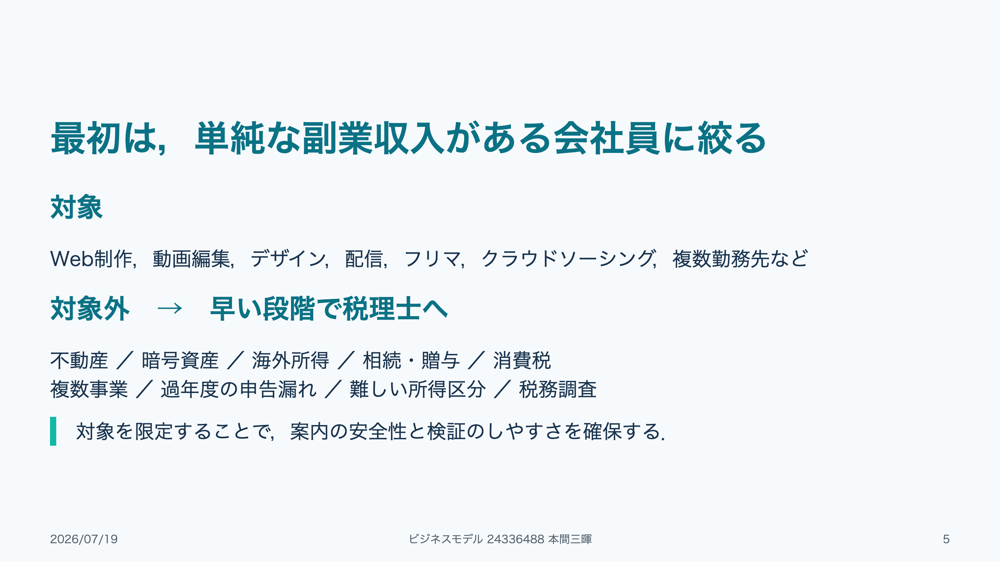 最初は，単純な副業収入がある会社員に絞る
対象
Web制作，動画編集，デザイン，配信，フリマ，クラウドソーシング，複数勤務先など
対象外　→　早い段階で税理士へ
不動産 ／ 暗号資産 ／ 海外所得 ／ 相続・贈与 ／ 消費税
複数事業 ／ 過年度の申告漏れ ／ 難しい所得区分 ／ 税務調査
対象を限定することで，案内の安全性と検証のしやすさを確保する．
2026/07/19
ビジネスモデル 24336488 本間三暉
5